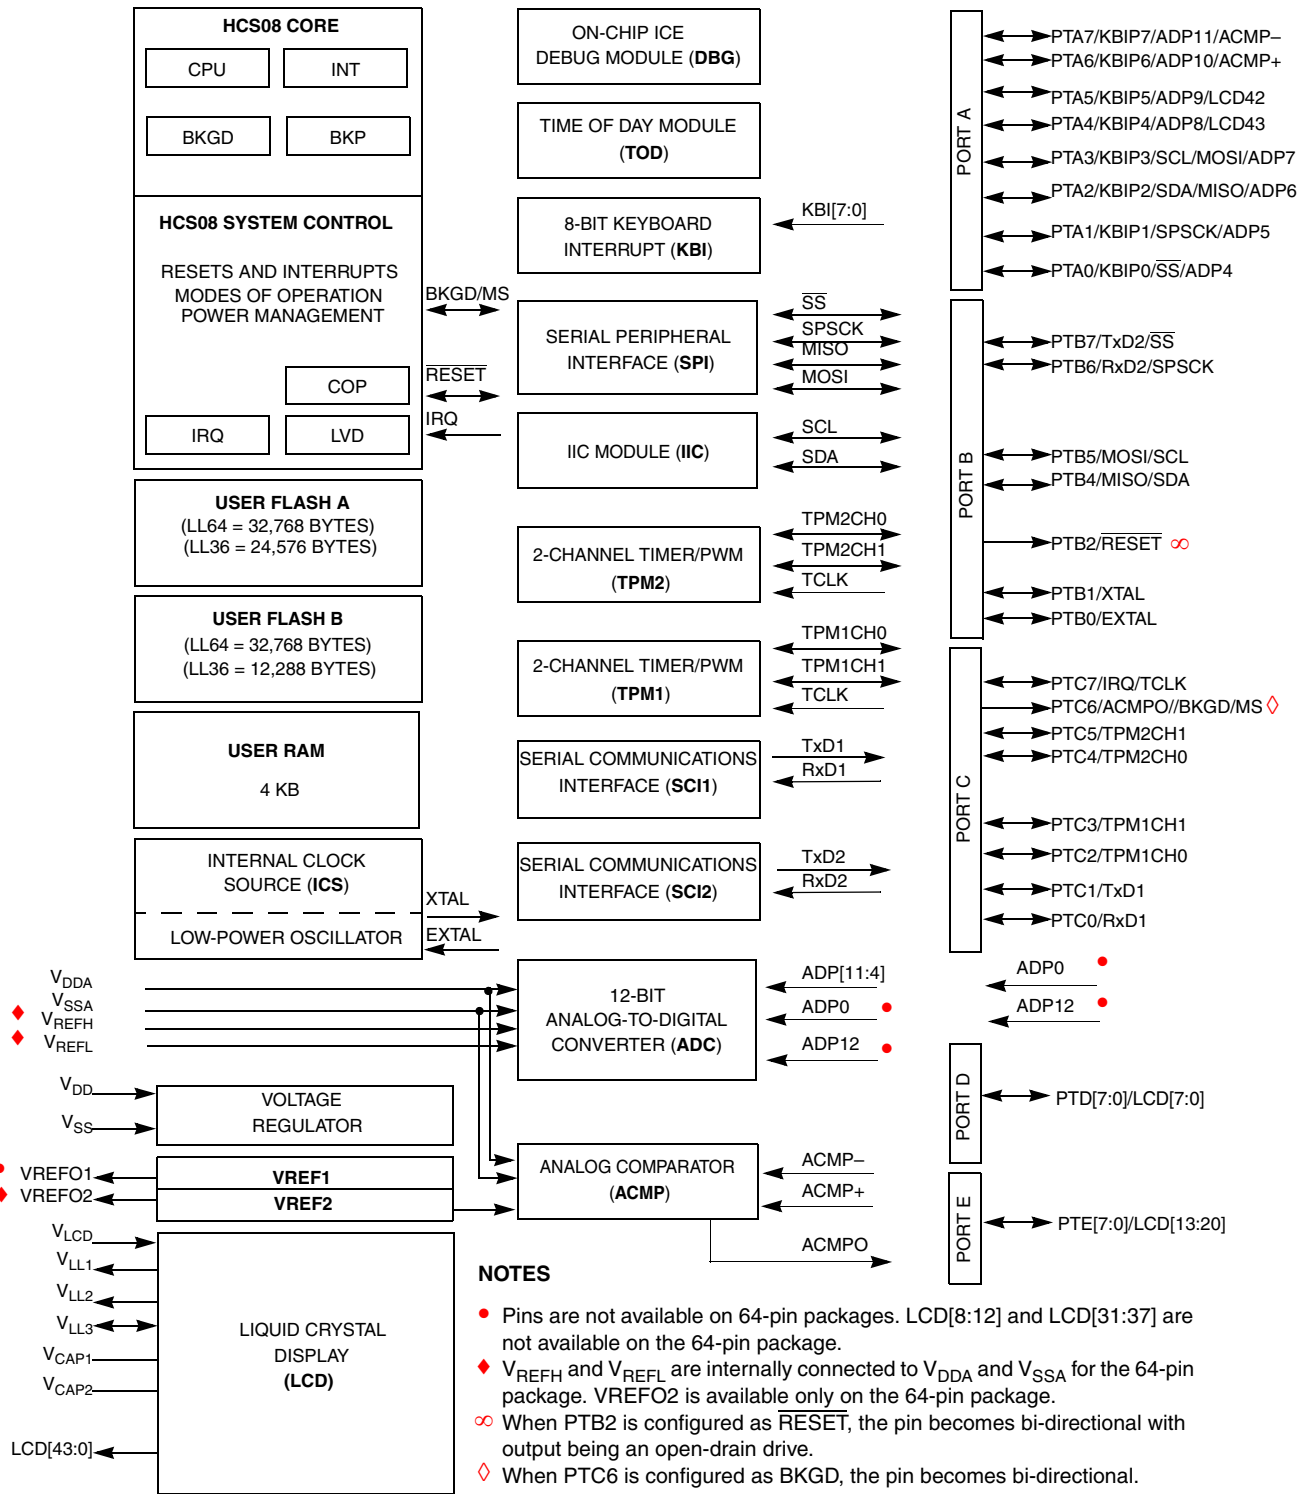 HCS08 CORE
CPU
INT
BKGD
BKP
HCS08 SYSTEM CONTROL
RESETS AND INTERRUPTS
MODES OF OPERATION
POWER MANAGEMENT
COP
IRQ
LVD
BKGD/MS
RESET
IRQ
USER FLASH A
(LL64 = 32,768 BYTES)
(LL36 = 24,576 BYTES)
USER FLASH B
(LL64 = 32,768 BYTES)
(LL36 = 12,288 BYTES)
USER RAM
4 KB
INTERNAL CLOCK
SOURCE (ICS)
LOW-POWER OSCILLATOR
XTAL
EXTAL
VDDA
VSSA
♦ VREFH
♦ VREFL
VDD
VSS
VOLTAGE
REGULATOR
• VREFO1
♦ VREFO2
VREF1
VREF2
VLCD
VLL1
VLL2
VLL3
VCAP1
VCAP2
LCD[43:0]
LIQUID CRYSTAL
DISPLAY
(LCD)
ON-CHIP ICE
DEBUG MODULE (DBG)
TIME OF DAY MODULE
(TOD)
8-BIT KEYBOARD
INTERRUPT (KBI)
KBI[7:0]
SERIAL PERIPHERAL
INTERFACE (SPI)
SS
SPSCK
MISO
MOSI
IIC MODULE (IIC)
SCL
SDA
2-CHANNEL TIMER/PWM
(TPM2)
TPM2CH0
TPM2CH1
TCLK
2-CHANNEL TIMER/PWM
(TPM1)
TPM1CH0
TPM1CH1
TCLK
SERIAL COMMUNICATIONS
INTERFACE (SCI1)
TxD1
RxD1
SERIAL COMMUNICATIONS
INTERFACE (SCI2)
TxD2
RxD2
12-BIT
ANALOG-TO-DIGITAL
CONVERTER (ADC)
ADP[11:4]
ADP0 •
ADP12 •
ANALOG COMPARATOR
(ACMP)
ACMP–
ACMP+
ACMPO
PORT A
PTA7/KBIP7/ADP11/ACMP–
PTA6/KBIP6/ADP10/ACMP+
PTA5/KBIP5/ADP9/LCD42
PTA4/KBIP4/ADP8/LCD43
PTA3/KBIP3/SCL/MOSI/ADP7
PTA2/KBIP2/SDA/MISO/ADP6
PTA1/KBIP1/SPSCK/ADP5
PTA0/KBIP0/SS/ADP4
PORT B
PTB7/TxD2/SS
PTB6/RxD2/SPSCK
PTB5/MOSI/SCL
PTB4/MISO/SDA
PTB2/RESET ∞
PTB1/XTAL
PTB0/EXTAL
PORT C
PTC7/IRQ/TCLK
PTC6/ACMPO//BKGD/MS ◊
PTC5/TPM2CH1
PTC4/TPM2CH0
PTC3/TPM1CH1
PTC2/TPM1CH0
PTC1/TxD1
PTC0/RxD1
ADP0 •
ADP12 •
PORT D
PTD[7:0]/LCD[7:0]
PORT E
PTE[7:0]/LCD[13:20]
NOTES
• Pins are not available on 64-pin packages. LCD[8:12] and LCD[31:37] are
not available on the 64-pin package.
♦ VREFH and VREFL are internally connected to VDDA and VSSA for the 64-pin
package. VREFO2 is available only on the 64-pin package.
∞ When PTB2 is configured as RESET, the pin becomes bi-directional with
output being an open-drain drive.
◊ When PTC6 is configured as BKGD, the pin becomes bi-directional.